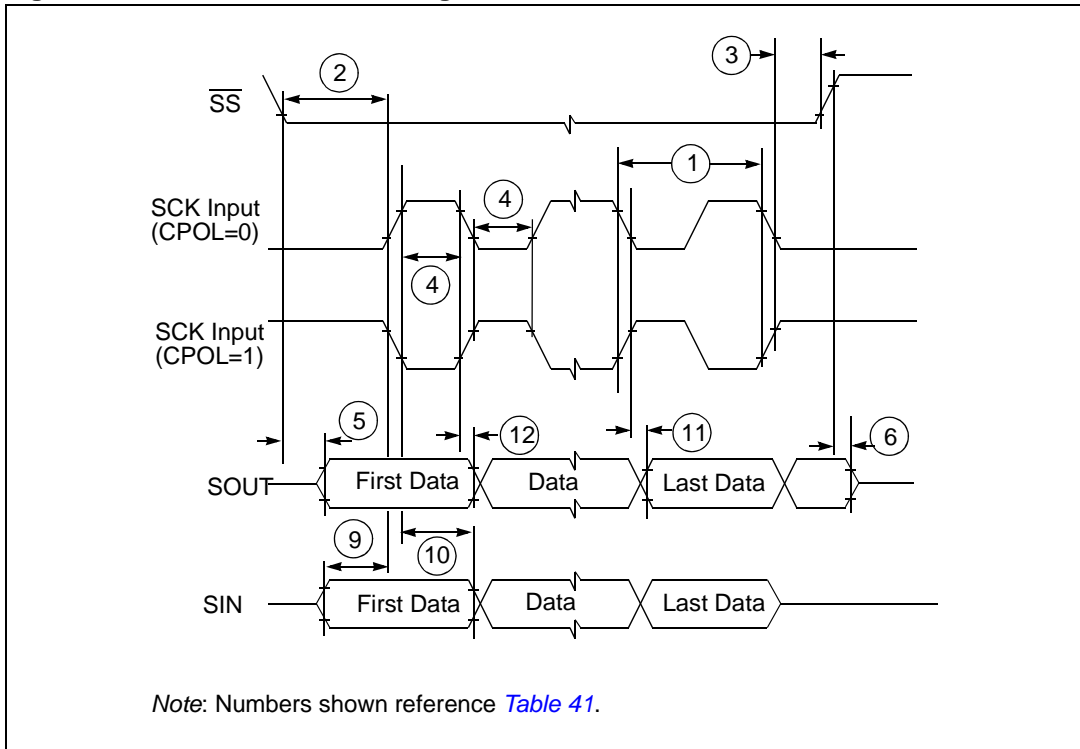 3
2
SS
1
4
SCK Input
(CPOL=0)
4
SCK Input
(CPOL=1)
5
12
11
6
SOUT
First Data
Data
Last Data
9
10
SIN
First Data
Data
Last Data
Note: Numbers shown reference Table 41.